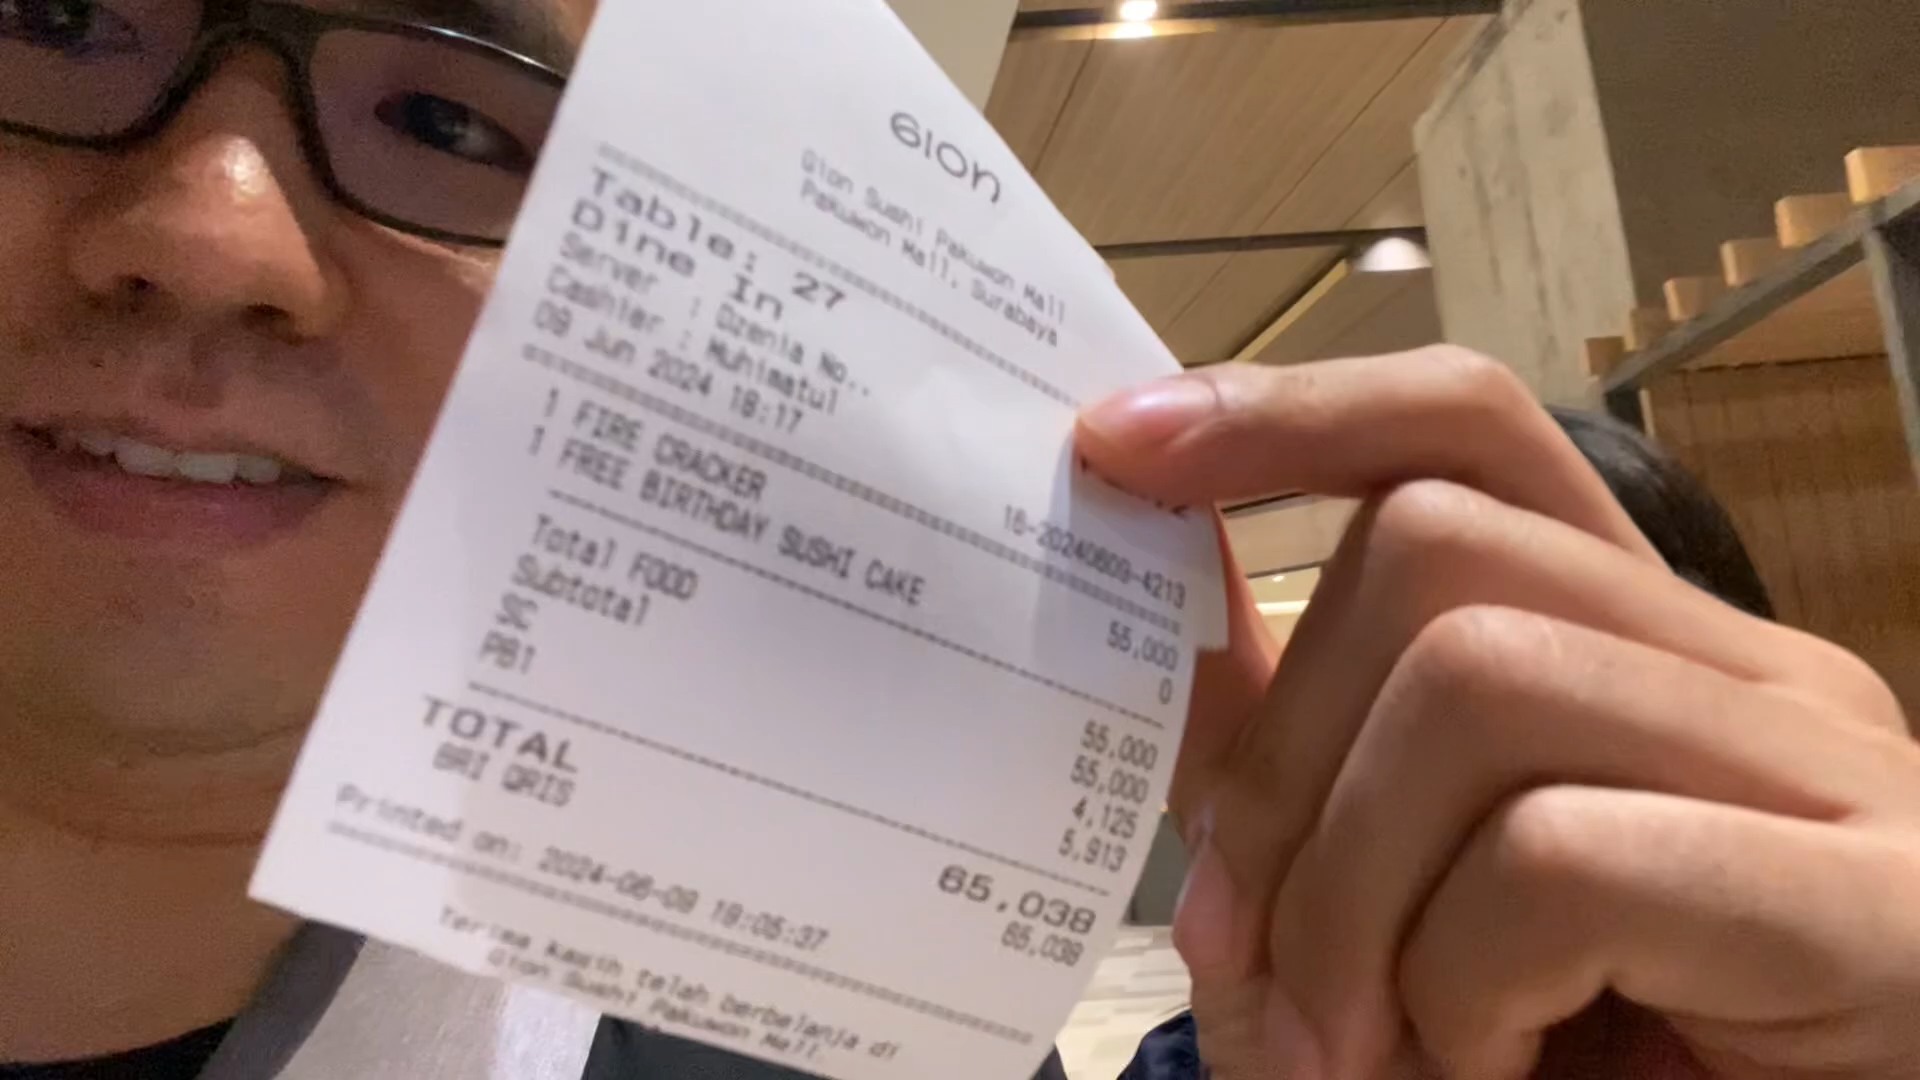 GION
Gion Sushi Pakuwon Mall
Pakuwon Mall, Surabaya
Table: 27
Dine In
Server : Dzenia No..
Cashier : Muhimatul
09 Jun 2024 18:17
16-20240609-4213
1 FIRE CRACKER 55,000
1 FREE BIRTHDAY SUSHI CAKE 0
Total FOOD 55,000
Subtotal 55,000
SC 4,125
PB1 5,913
TOTAL 65,038
BRI QRIS 65,038
Printed on: 2024-06-09 19:05:37
Terima kasih telah berbelanja di
Gion Sushi Pakuwon Mall.